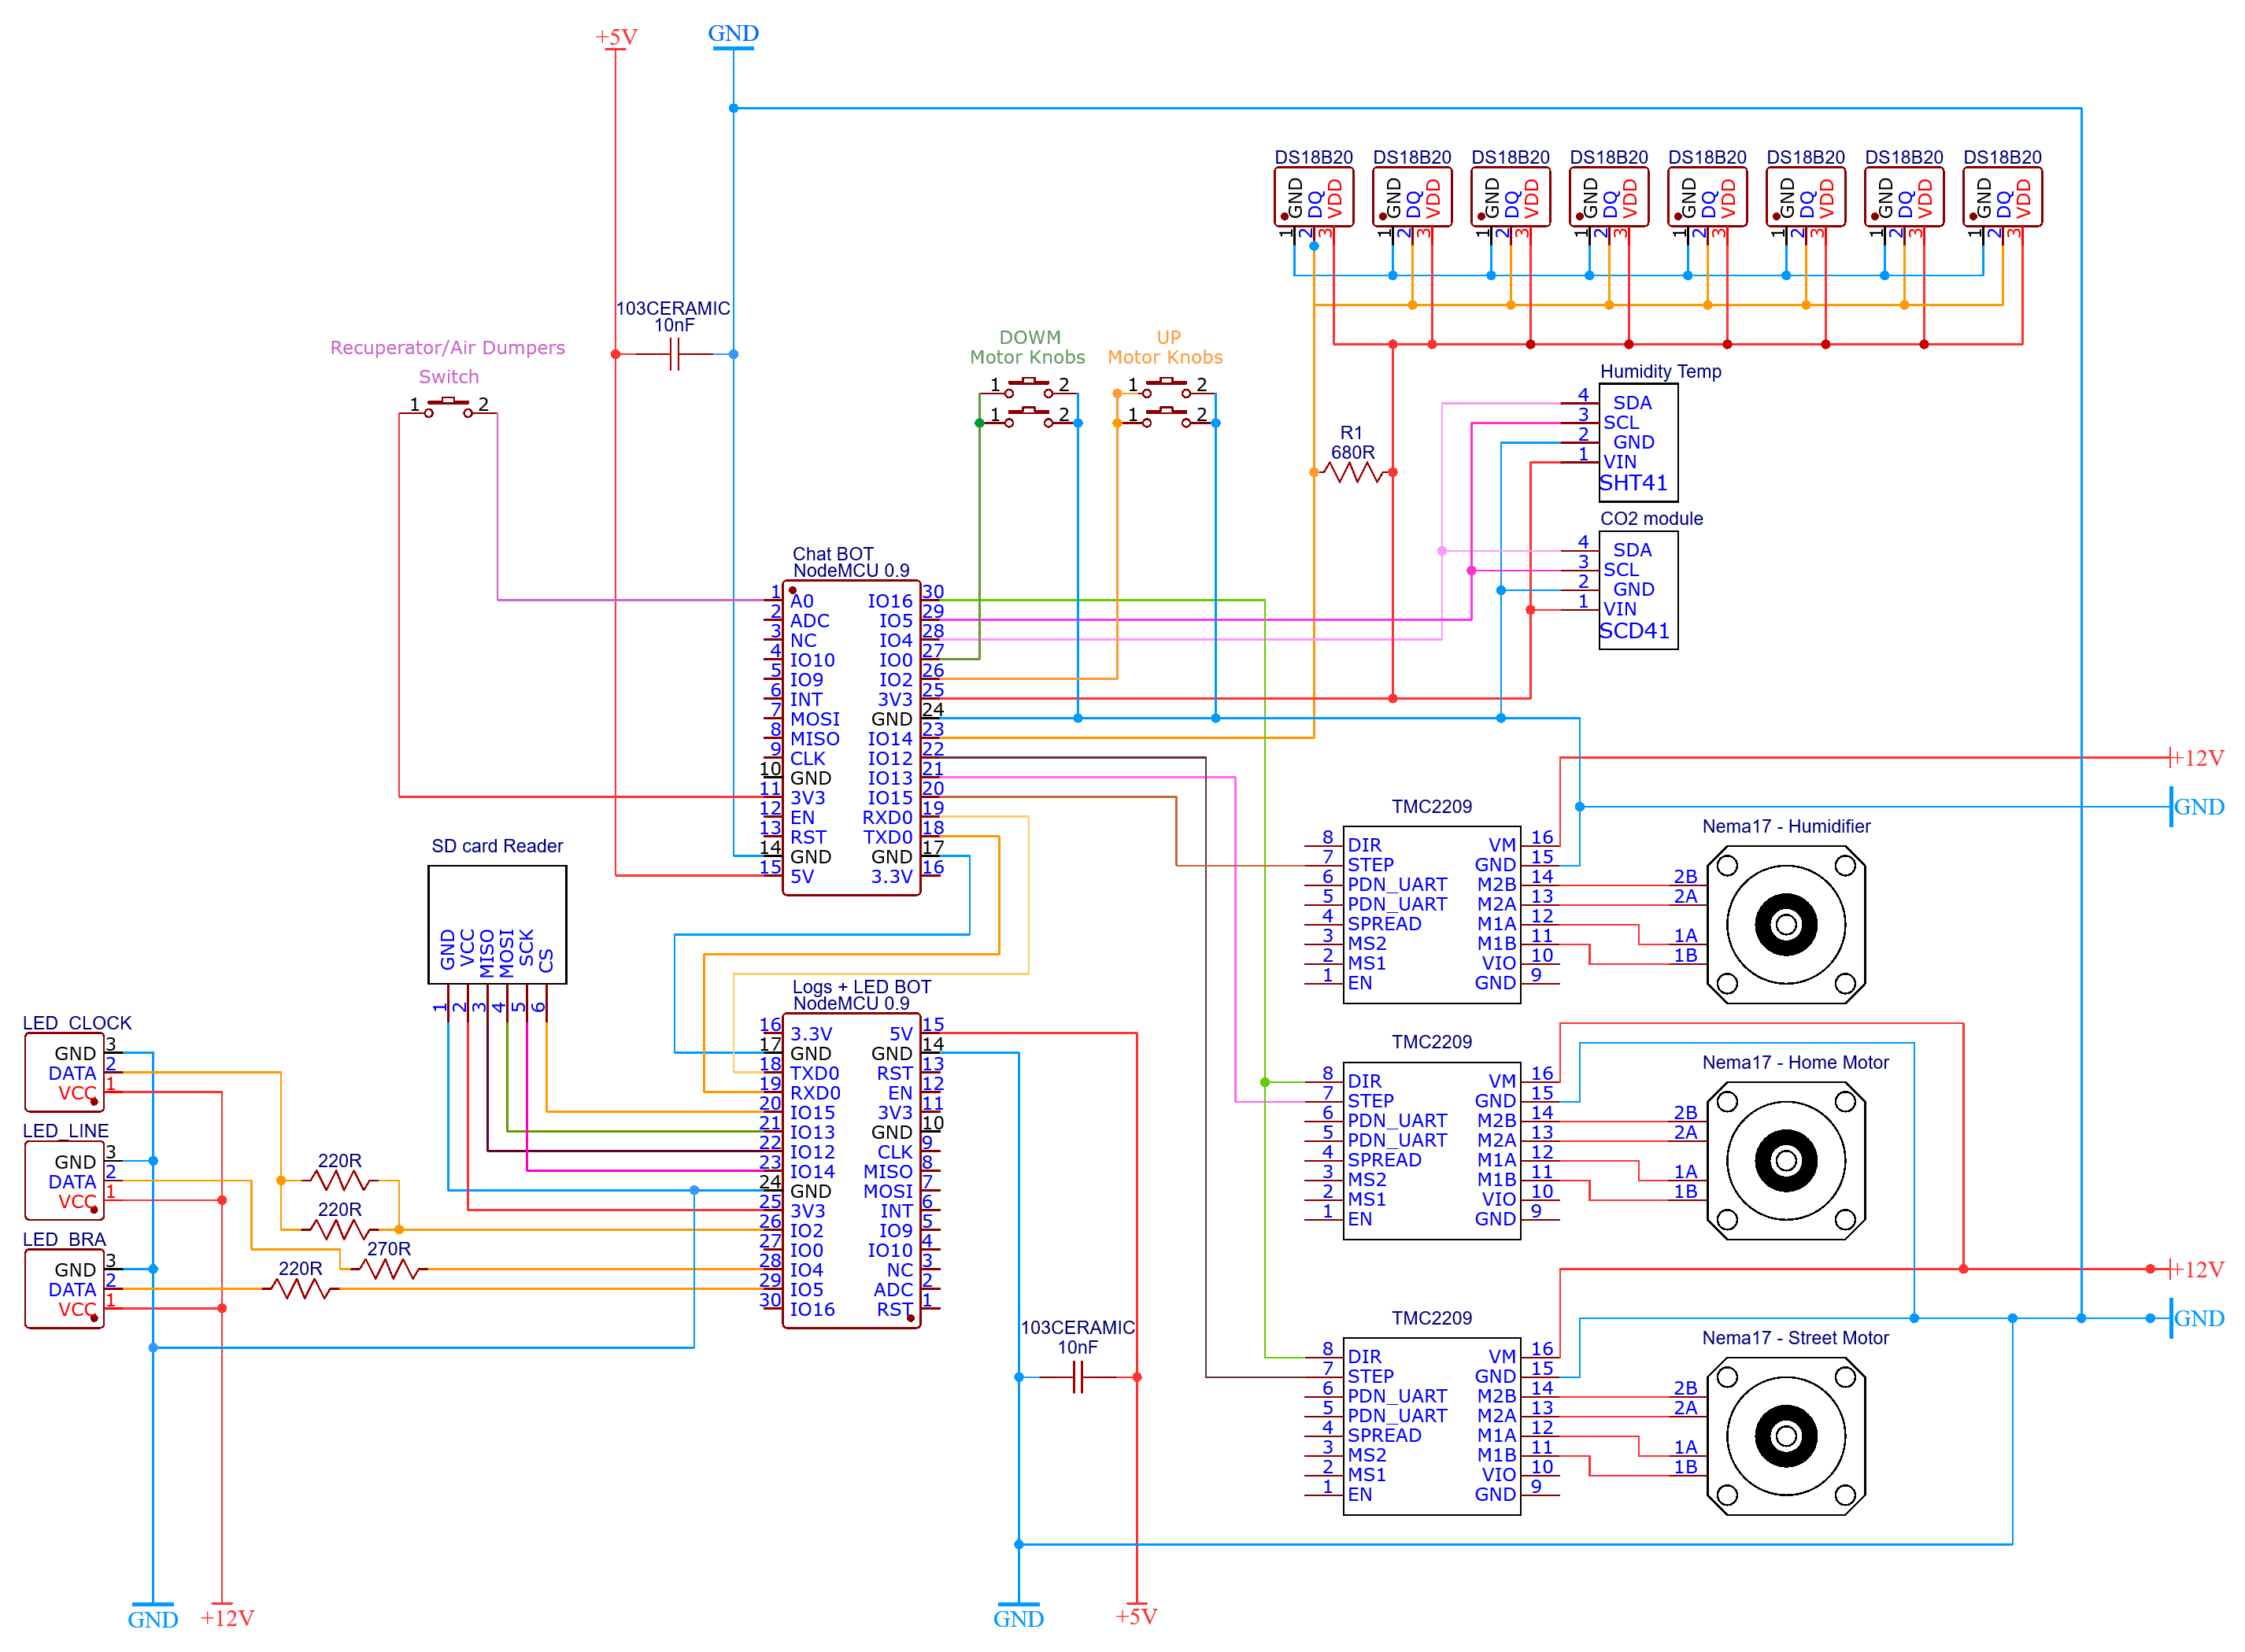 +5V
GND
DS18B20 DS18B20 DS18B20 DS18B20 DS18B20 DS18B20 DS18B20 DS18B20
GND DQ VDD GND DQ VDD GND DQ VDD GND DQ VDD GND DQ VDD GND DQ VDD GND DQ VDD GND DQ VDD
1 2 3 1 2 3 1 2 3 1 2 3 1 2 3 1 2 3 1 2 3 1 2 3
103CERAMIC
10nF
Recuperator/Air Dumpers
Switch
1 2
DOWM
Motor Knobs
1 2
1 2
UP
Motor Knobs
1 2
1 2
R1
680R
Humidity Temp
4 SDA
3 SCL
2 GND
1 VIN
SHT41
CO2 module
4 SDA
3 SCL
2 GND
1 VIN
SCD41
Chat BOT
NodeMCU 0.9
1 A0 IO16 30
2 ADC IO5 29
3 NC IO4 28
4 IO10 IO0 27
5 IO9 IO2 26
6 INT 3V3 25
7 MOSI GND 24
8 MISO IO14 23
9 CLK IO12 22
10 GND IO13 21
11 3V3 IO15 20
12 EN RXD0 19
13 RST TXD0 18
14 GND GND 17
15 5V 3.3V 16
+12V
GND
TMC2209
8 DIR VM 16
7 STEP GND 15
6 PDN_UART M2B 14
5 PDN_UART M2A 13
4 SPREAD M1A 12
3 MS2 M1B 11
2 MS1 VIO 10
1 EN GND 9
Nema17 - Humidifier
2B
2A
1A
1B
SD card Reader
GND VCC MISO MOSI SCK CS
1 2 3 4 5 6
Logs + LED BOT
NodeMCU 0.9
16 3.3V 5V 15
17 GND GND 14
18 TXD0 RST 13
19 RXD0 EN 12
20 IO15 3V3 11
21 IO13 GND 10
22 IO12 CLK 9
23 IO14 MISO 8
24 GND MOSI 7
25 3V3 INT 6
26 IO2 IO9 5
27 IO0 IO10 4
28 IO4 NC 3
29 IO5 ADC 2
30 IO16 RST 1
LED_CLOCK
GND 3
DATA 2
VCC 1
LED_LINE
GND 3
DATA 2
VCC 1
LED_BRA
GND 3
DATA 2
VCC 1
220R
220R
270R
220R
TMC2209
8 DIR VM 16
7 STEP GND 15
6 PDN_UART M2B 14
5 PDN_UART M2A 13
4 SPREAD M1A 12
3 MS2 M1B 11
2 MS1 VIO 10
1 EN GND 9
Nema17 - Home Motor
2B
2A
1A
1B
+12V
GND
TMC2209
8 DIR VM 16
7 STEP GND 15
6 PDN_UART M2B 14
5 PDN_UART M2A 13
4 SPREAD M1A 12
3 MS2 M1B 11
2 MS1 VIO 10
1 EN GND 9
Nema17 - Street Motor
2B
2A
1A
1B
103CERAMIC
10nF
GND
+12V
GND
+5V